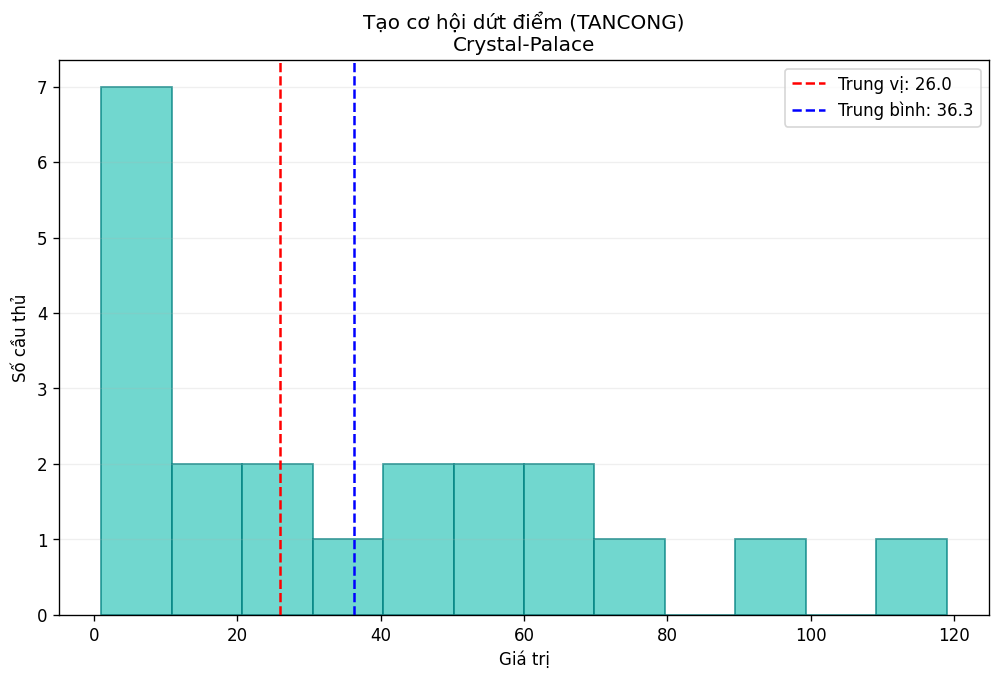 Tạo cơ hội dứt điểm (TANCONG)
Crystal-Palace
Trung vị: 26.0
Trung bình: 36.3
Số cầu thủ
7
6
5
4
3
2
1
0
0 20 40 60 80 100 120
Giá trị